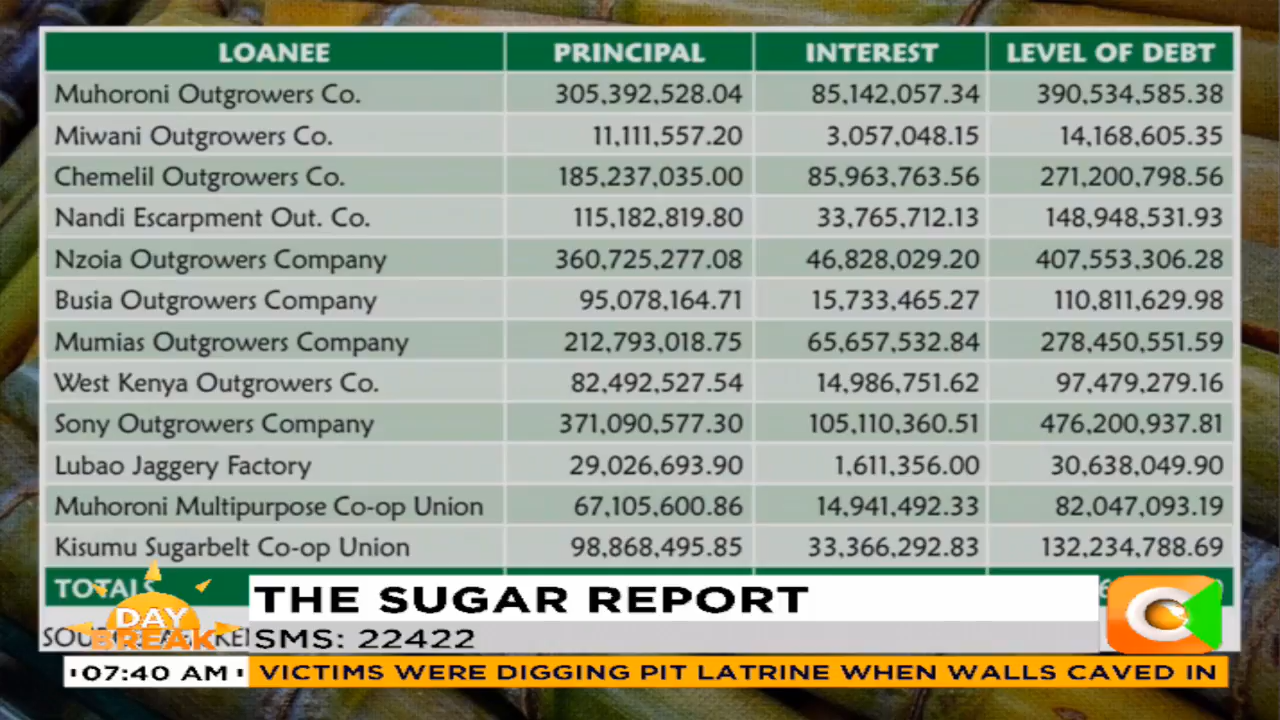 LOANEE PRINCIPAL INTEREST LEVEL OF DEBT
Muhoroni Outgrowers Co. 305,392,528.04 85,142,057.34 390,534,585.38
Miwani Outgrowers Co. 11,111,557.20 3,057,048.15 14,168,605.35
Chemelil Outgrowers Co. 185,237,035.00 85,963,763.56 271,200,798.56
Nandi Escarpment Out. Co. 115,182,819.80 33,765,712.13 148,948,531.93
Nzoia Outgrowers Company 360,725,277.08 46,828,029.20 407,553,306.28
Busia Outgrowers Company 95,078,164.71 15,733,465.27 110,811,629.98
Mumias Outgrowers Company 212,793,018.75 65,657,532.84 278,450,551.59
West Kenya Outgrowers Co. 82,492,527.54 14,986,751.62 97,479,279.16
Sony Outgrowers Company 371,090,577.30 105,110,360.51 476,200,937.81
Lubao Jaggery Factory 29,026,693.90 1,611,356.00 30,638,049.90
Muhoroni Multipurpose Co-op Union 67,105,600.86 14,941,492.33 82,047,093.19
Kisumu Sugarbelt Co-op Union 98,868,495.85 33,366,292.83 132,234,788.69
TOTALS
DAY
BREAK
THE SUGAR REPORT
SMS: 22422
07:40 AM VICTIMS WERE DIGGING PIT LATRINE WHEN WALLS CAVED IN